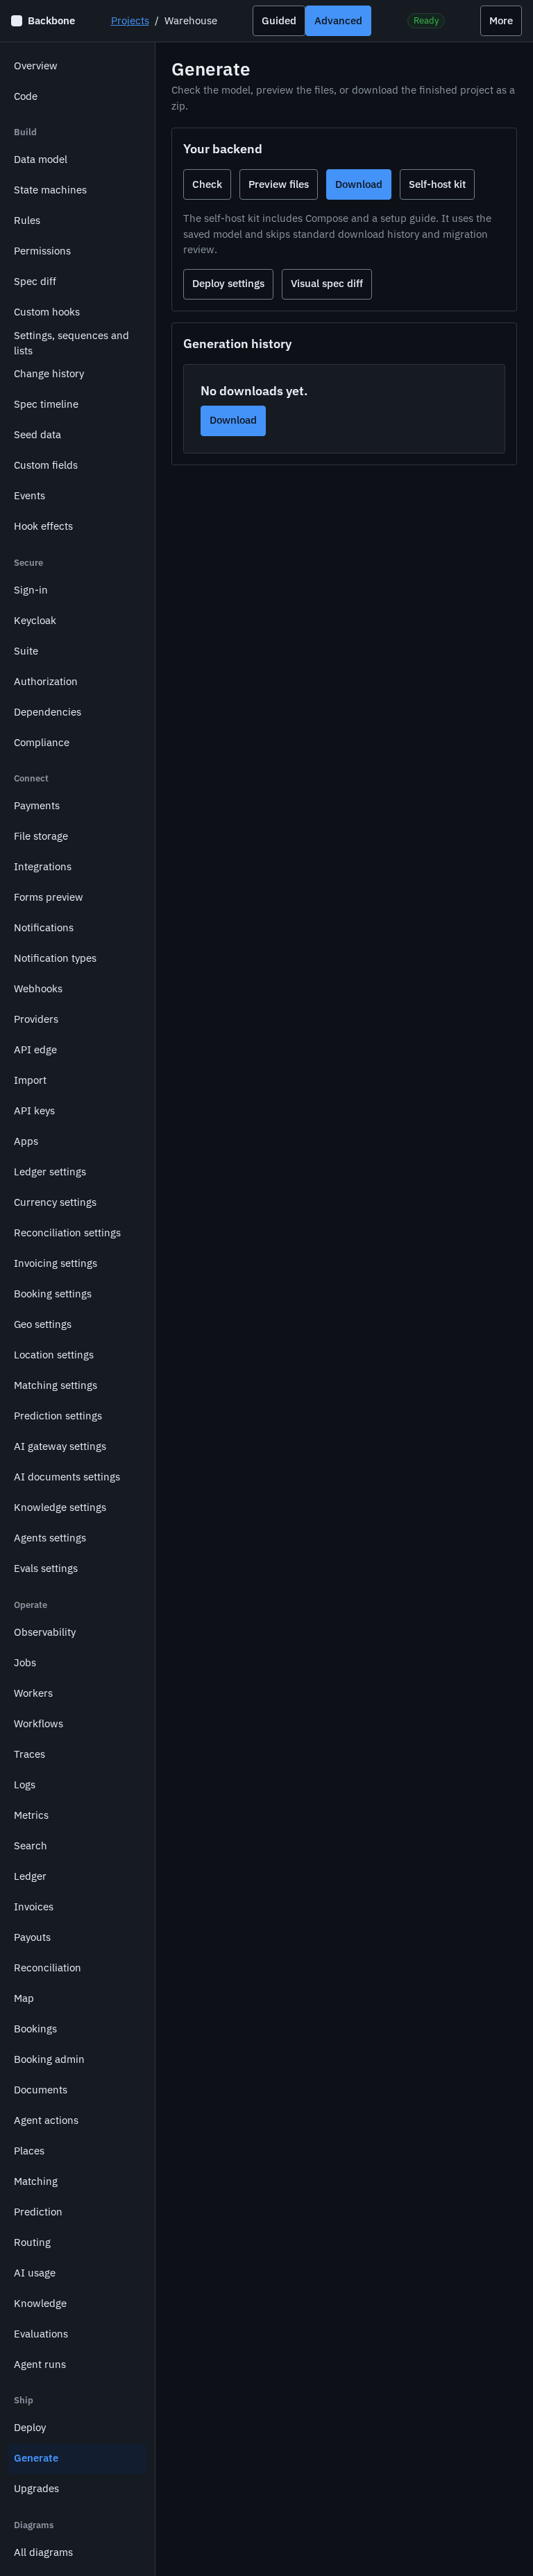 Backbone
Projects / Warehouse
Guided
Advanced
Ready
More
Overview
Code
Build
Data model
State machines
Rules
Permissions
Spec diff
Custom hooks
Settings, sequences and
lists
Change history
Spec timeline
Seed data
Custom fields
Events
Hook effects
Secure
Sign-in
Keycloak
Suite
Authorization
Dependencies
Compliance
Connect
Payments
File storage
Integrations
Forms preview
Notifications
Notification types
Webhooks
Providers
API edge
Import
API keys
Apps
Ledger settings
Currency settings
Reconciliation settings
Invoicing settings
Booking settings
Geo settings
Location settings
Matching settings
Prediction settings
AI gateway settings
AI documents settings
Knowledge settings
Agents settings
Evals settings
Operate
Observability
Jobs
Workers
Workflows
Traces
Logs
Metrics
Search
Ledger
Invoices
Payouts
Reconciliation
Map
Bookings
Booking admin
Documents
Agent actions
Places
Matching
Prediction
Routing
AI usage
Knowledge
Evaluations
Agent runs
Ship
Deploy
Generate
Upgrades
Diagrams
All diagrams
Generate
Check the model, preview the files, or download the finished project as a
zip.
Your backend
Check
Preview files
Download
Self-host kit
The self-host kit includes Compose and a setup guide. It uses the
saved model and skips standard download history and migration
review.
Deploy settings
Visual spec diff
Generation history
No downloads yet.
Download